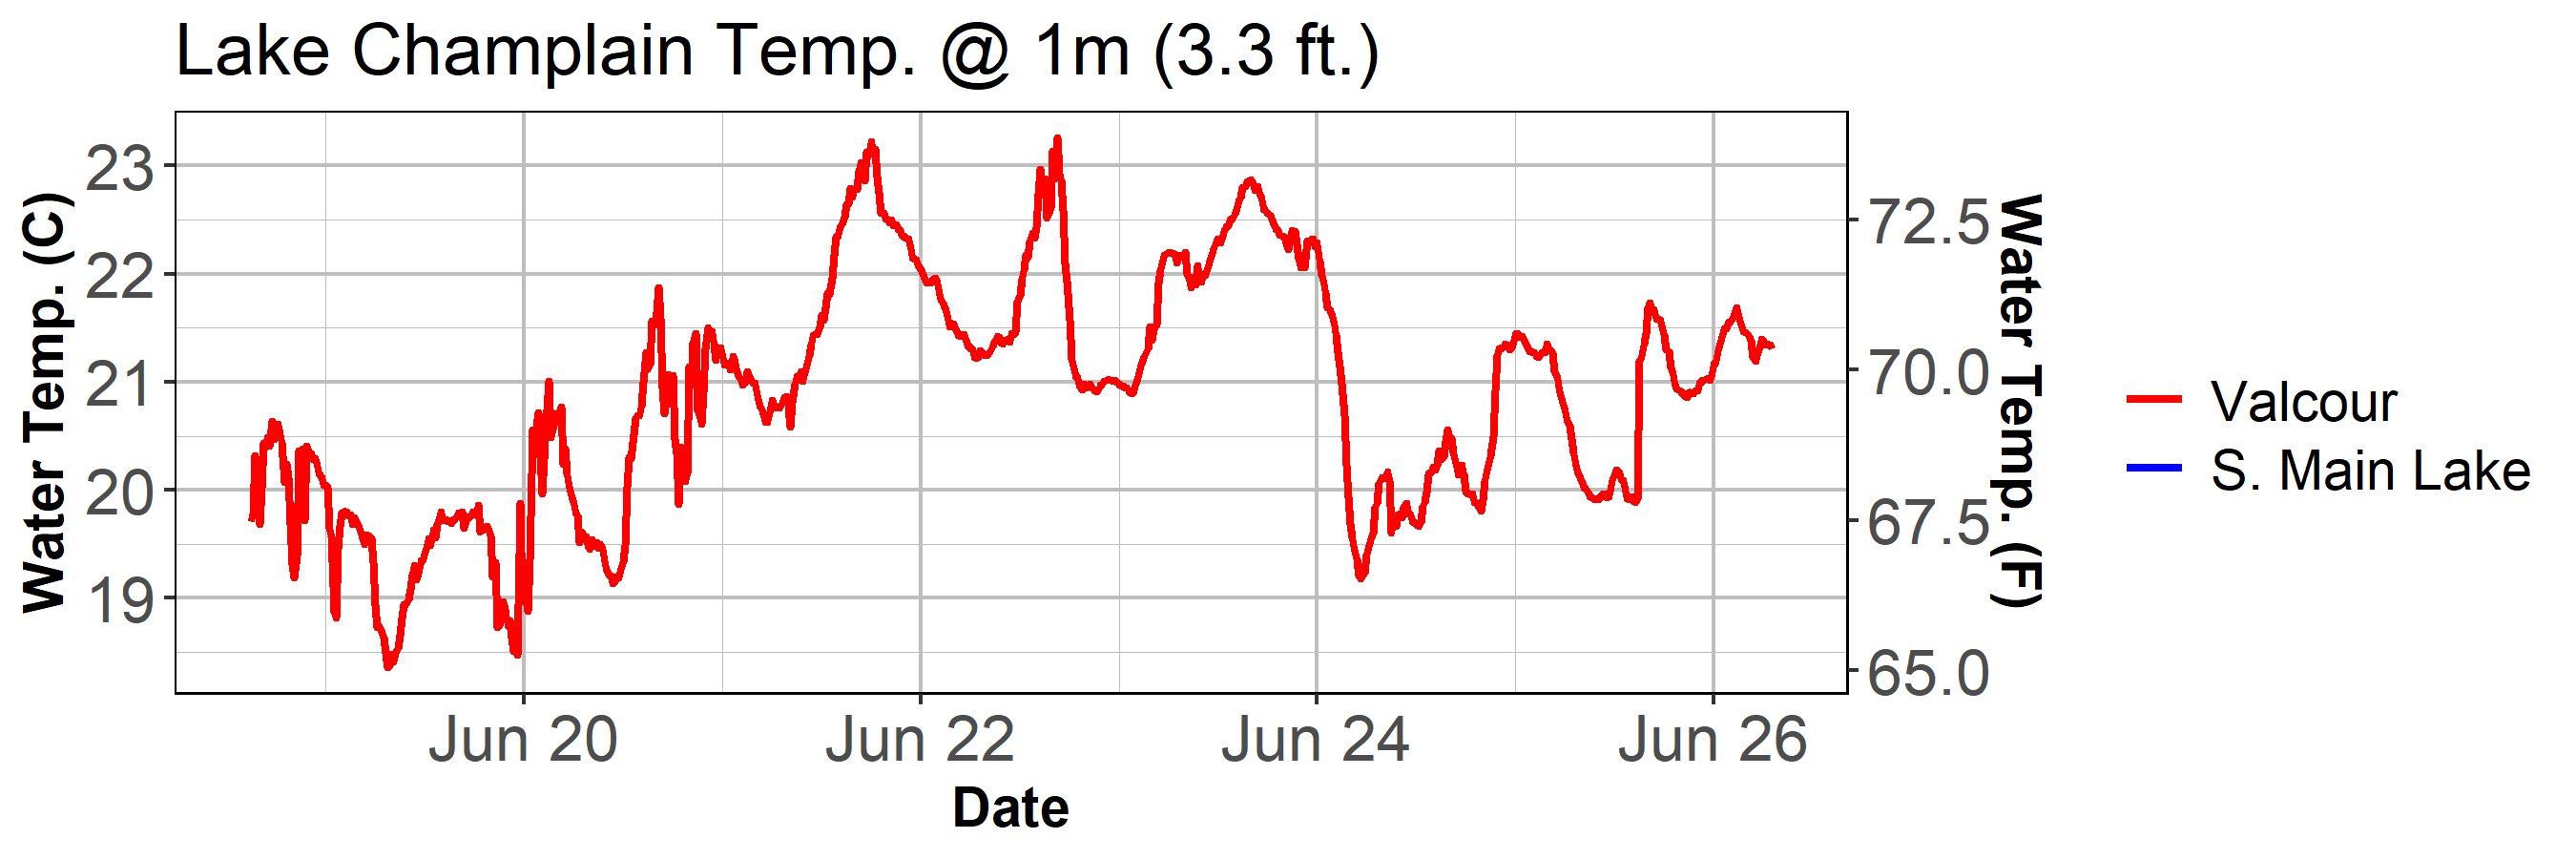 Lake Champlain Temp. @ 1m (3.3 ft.)
Water Temp. (C)
23
22
21
20
19
72.5
70.0
67.5
65.0
Water Temp. (F)
Jun 20
Jun 22
Jun 24
Jun 26
Date
Valcour
S. Main Lake